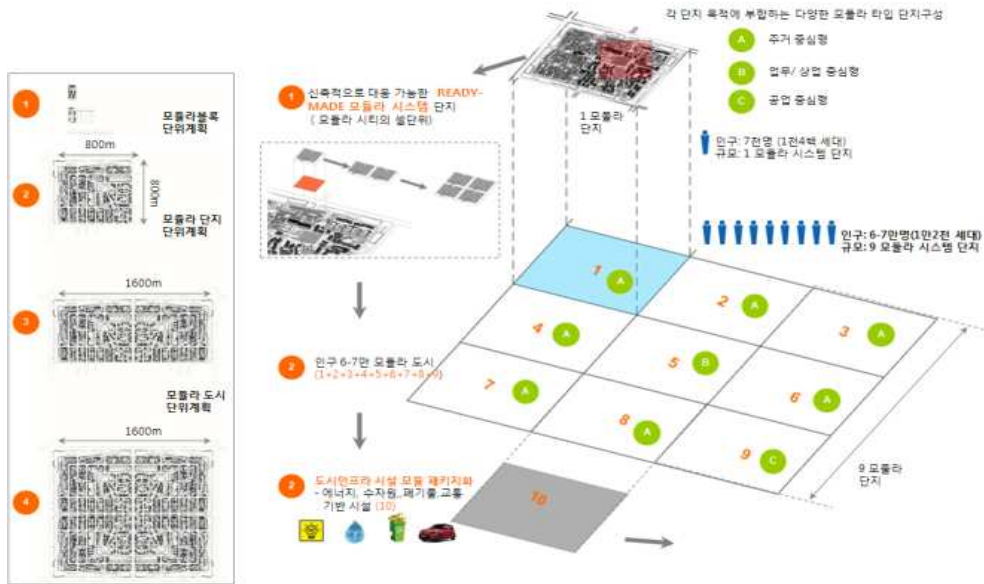 1
모듈라블록
단위계획
800m
2
800m
모듈라 단지
단위계획
1600m
3
모듈라 도시
단위계획
1600m
4
1
신축적으로 대응 가능한 READY-
MADE 모듈라 시스템 단지
( 모듈라 시티의 셀단위)
2
인구 6-7만 모듈라 도시
(1+2+3+4+5+6+7+8+9)
2
도시인프라 시설 모듈 패키지화
- 에너지, 수자원, 폐기물,교통
기반 시설 (10)
각 단지 목적에 부합하는 다양한 모듈라 타입 단지구성
A 주거 중심형
B 업무/ 상업 중심형
C 공업 중심형
1 모듈라
단지
인구: 7천명 (1천4백 세대)
규모: 1 모듈라 시스템 단지
인구: 6-7만명(1만2천 세대)
규모: 9 모듈라 시스템 단지
1 A
2 A
3 A
4 A
5 B
6 A
7 A
8 A
9 C
10
9 모듈라
단지